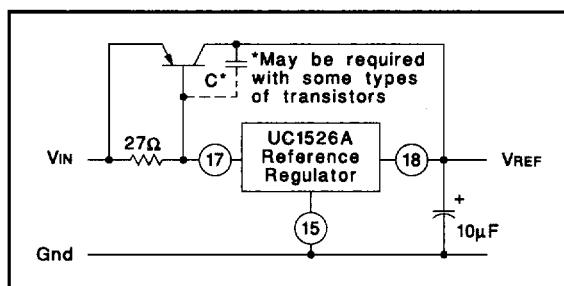 *May be required
with some types
of transistors
C*
27Ω
UC1526A
Reference
Regulator
VIN
17
18
VREF
15
+
10µF
Gnd